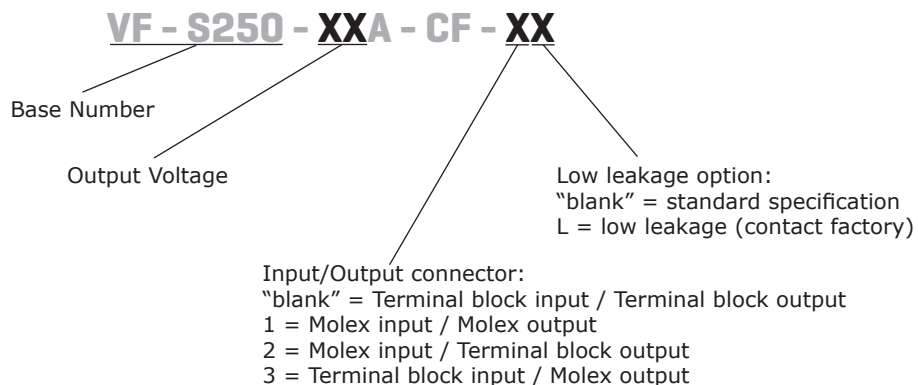 VF - S250 - XXA - CF - XX
Base Number
Output Voltage
Low leakage option:
“blank” = standard specification
L = low leakage (contact factory)
Input/Output connector:
“blank” = Terminal block input / Terminal block output
1 = Molex input / Molex output
2 = Molex input / Terminal block output
3 = Terminal block input / Molex output